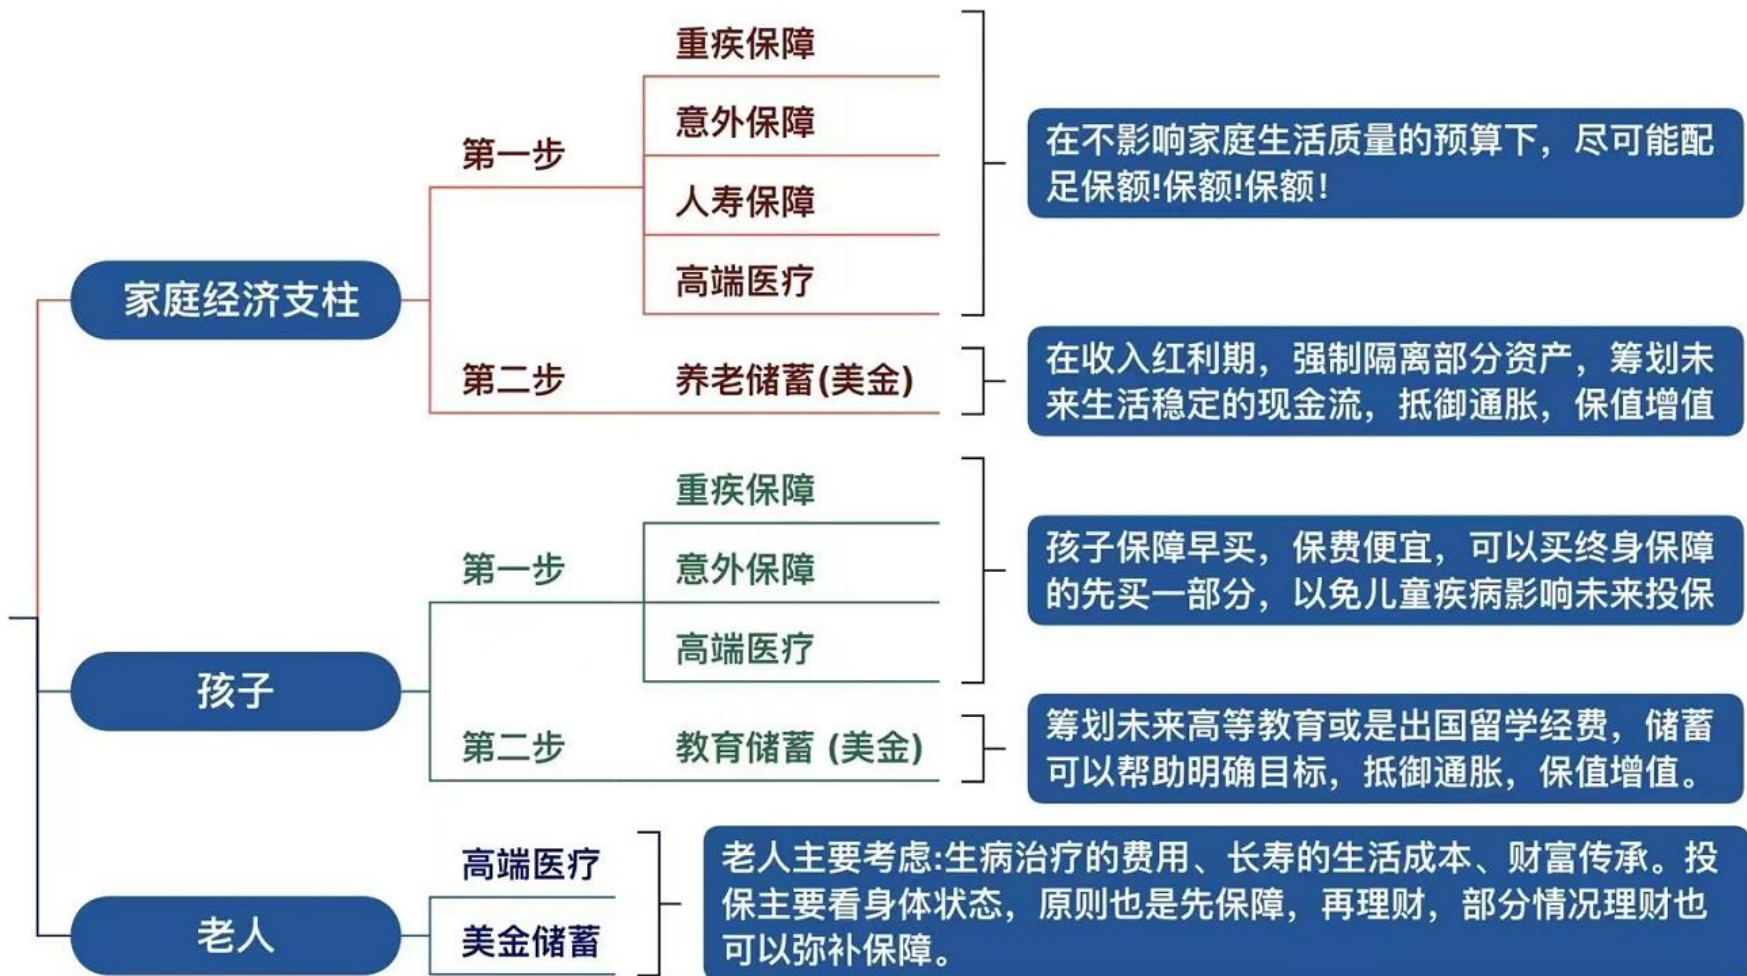 家庭经济支柱
第一步
重疾保障
意外保障
人寿保障
高端医疗
在不影响家庭生活质量的预算下，尽可能配
足保额!保额!保额！
第二步
养老储蓄(美金)
在收入红利期，强制隔离部分资产，筹划未
来生活稳定的现金流，抵御通胀，保值增值
孩子
第一步
重疾保障
意外保障
高端医疗
孩子保障早买，保费便宜，可以买终身保障
的先买一部分，以免儿童疾病影响未来投保
第二步
教育储蓄 (美金)
筹划未来高等教育或是出国留学经费，储蓄
可以帮助明确目标，抵御通胀，保值增值。
老人
高端医疗
美金储蓄
老人主要考虑:生病治疗的费用、长寿的生活成本、财富传承。投
保主要看身体状态，原则也是先保障，再理财，部分情况理财也
可以弥补保障。